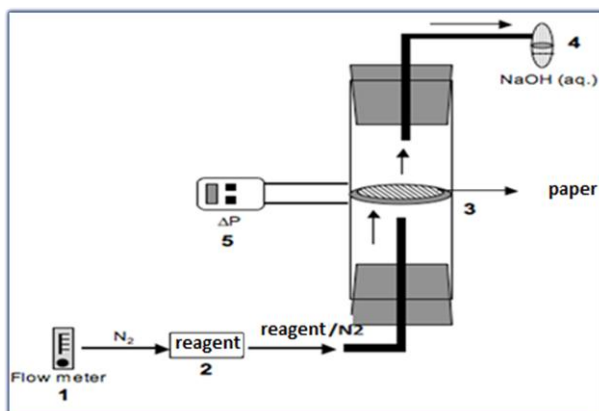 4
NaOH (aq.)
paper
3
ΔP
5
reagent/N2
N₂
reagent
2
Flow meter
1